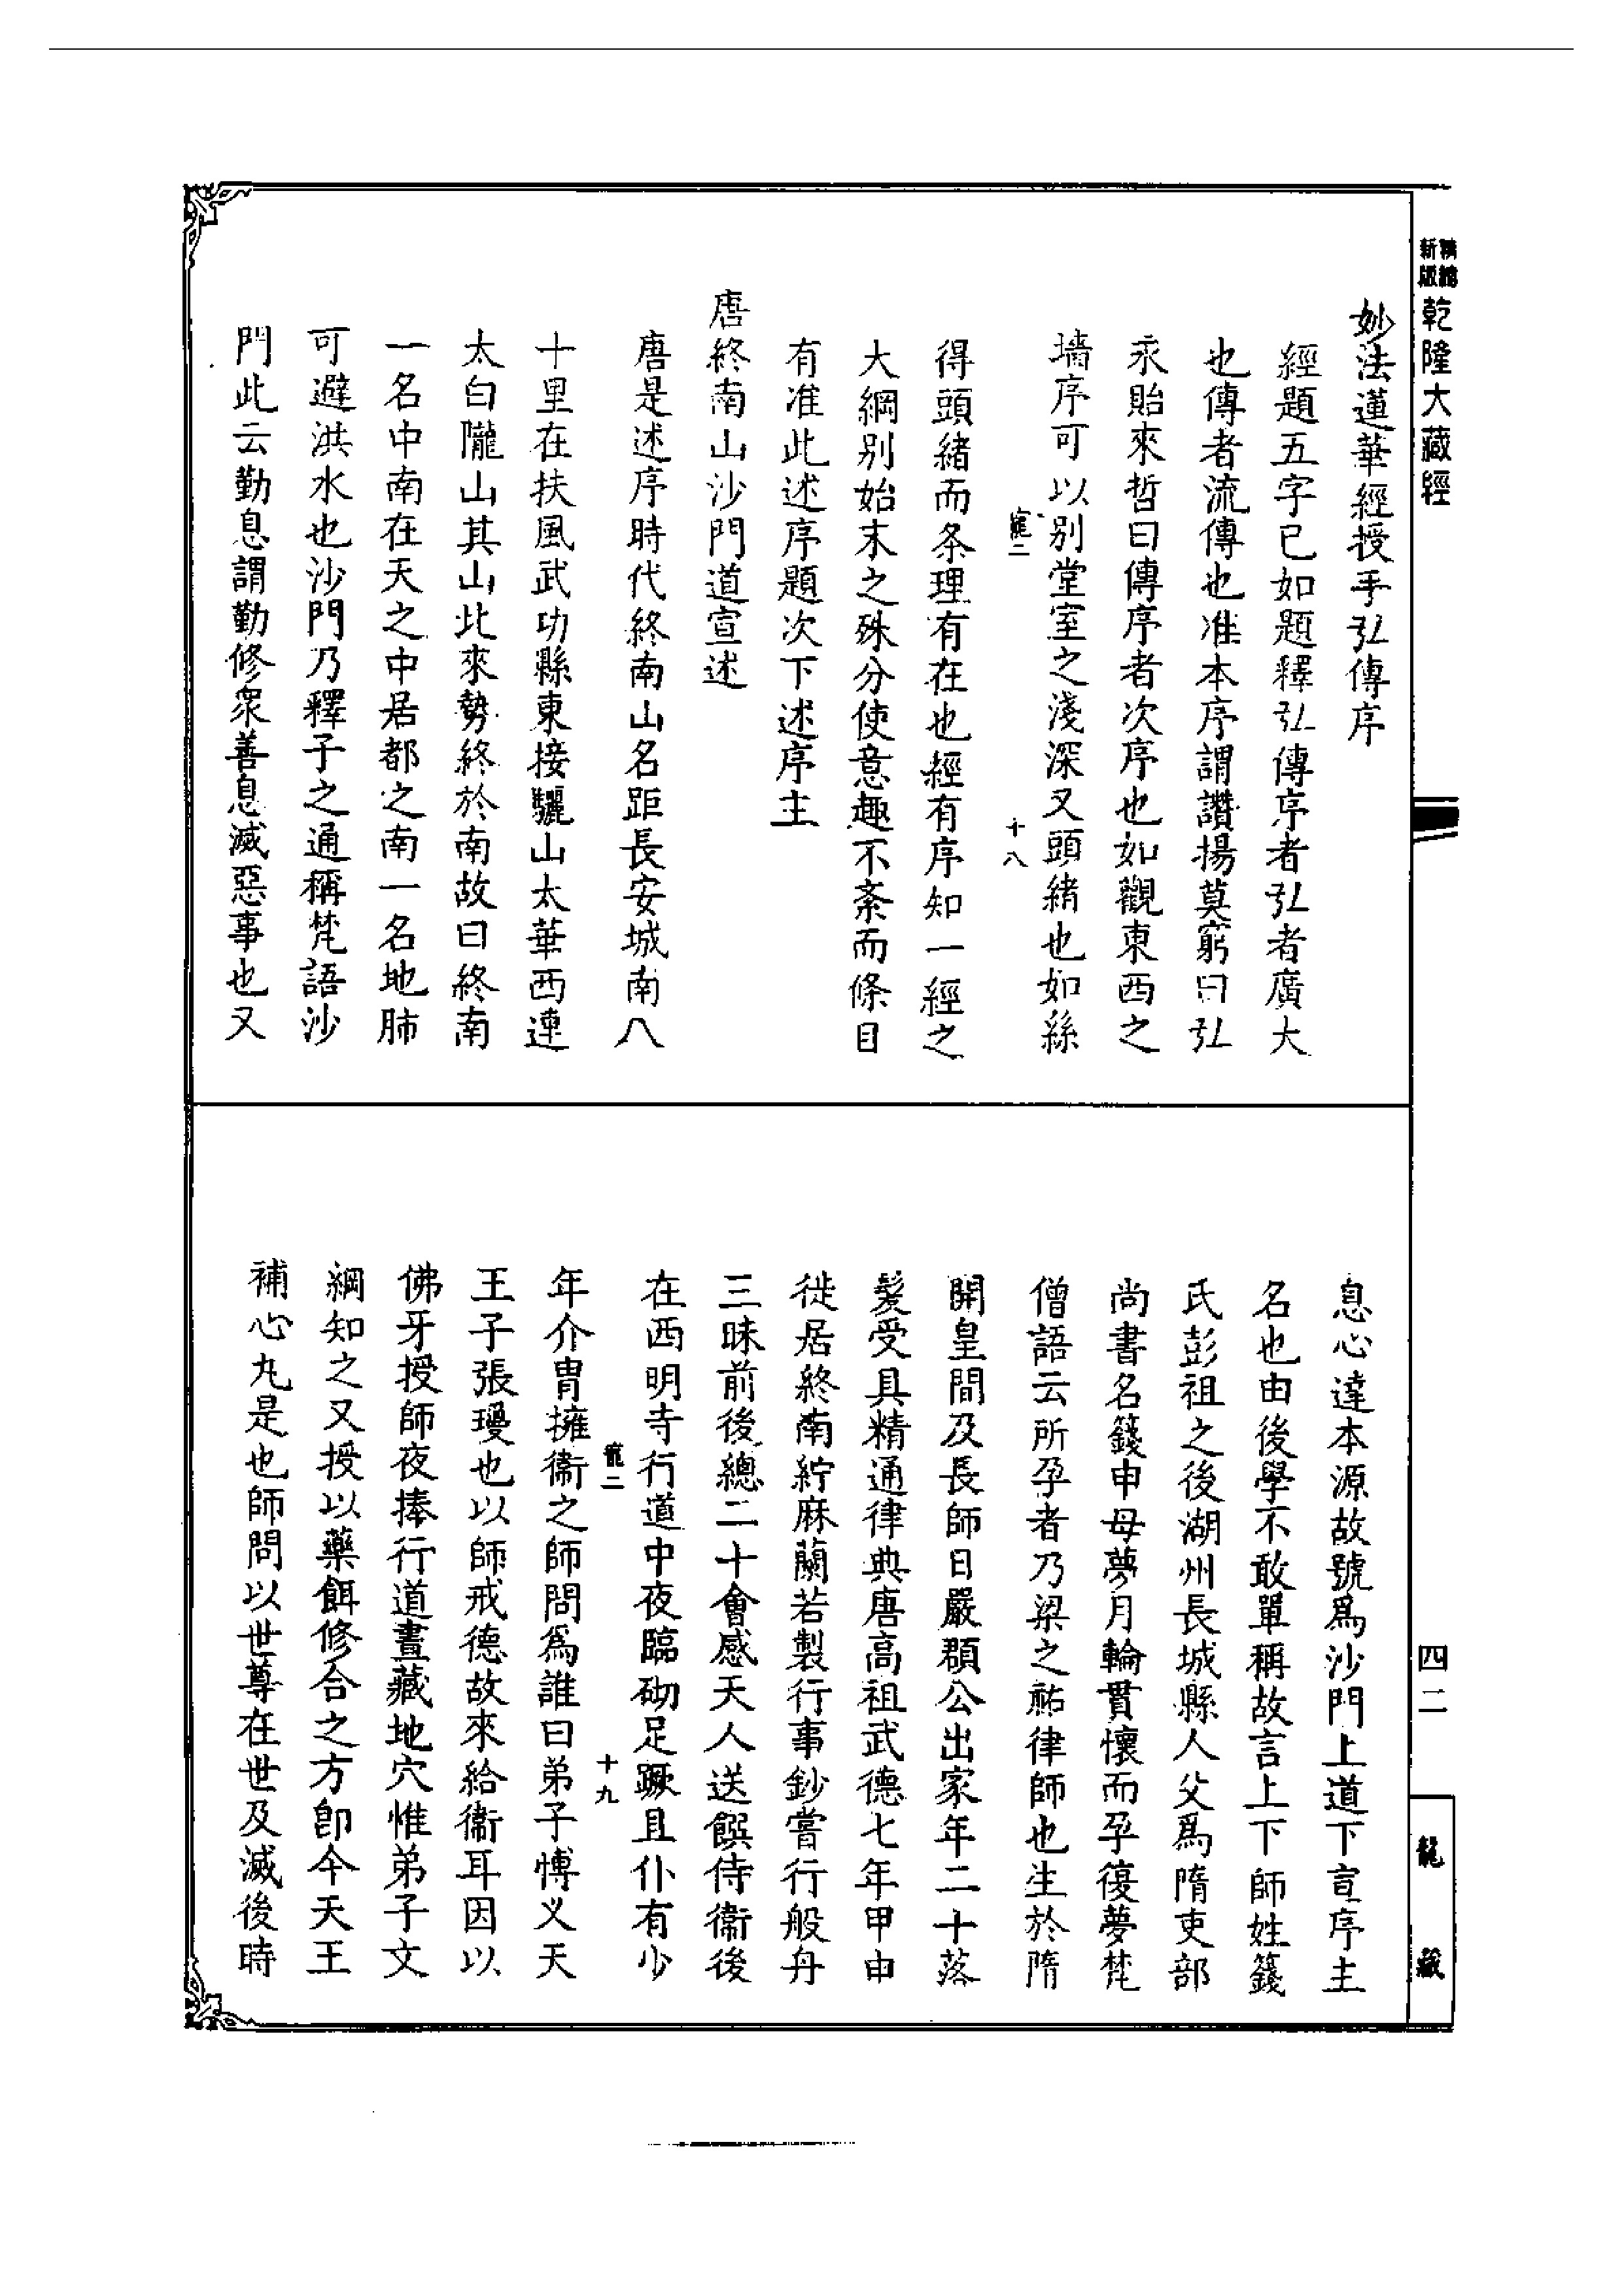 新版精縮乾隆大藏經
妙法蓮華經授手弘傳序
經題五字已如題釋弘傳序者弘者廣大
也傳者流傳也准本序謂讚揚莫窮曰弘
永貽來哲曰傳序者次序也如觀東西之
墻序可以別堂室之淺深又頭緒也如絲
寵二 十八
得頭緒而条理有在也經有序知一經之
大綱別始末之殊分使意趣不紊而條目
有准此述序題次下述序主
唐終南山沙門道宣述
唐是述序時代終南山名距長安城南八
十里在扶風武功縣東接驪山太華西連
太白隴山其山北來勢終於南故曰終南
一名中南在天之中居都之南一名地肺
可避洪水也沙門乃釋子之通稱梵語沙
門此云勤息謂勤修衆善息滅惡事也又
息心達本源故號爲沙門上道下宣序主
名也由後學不敢單稱故言上下師姓籛
氏彭祖之後湖州長城縣人父爲隋吏部
尚書名籛申母夢月輪貫懷而孕復夢梵
僧語云所孕者乃梁之祐律師也生於隋
開皇間及長師日嚴頵公出家年二十落
髮受具精通律典唐高祖武德七年甲申
徙居終南紵麻蘭若製行事鈔嘗行般舟
三昧前後總二十會感天人送饌侍衞後
在西明寺行道中夜臨砌足蹶且仆有少
寵二 十九
年介冑擁衞之師問爲誰曰弟子博义天
王子張瓊也以師戒德故來給衞耳因以
佛牙授師夜捧行道晝藏地穴惟弟子文
綱知之又授以藥餌修合之方卽今天王
補心丸是也師問以世尊在世及滅後時
四二
龍藏